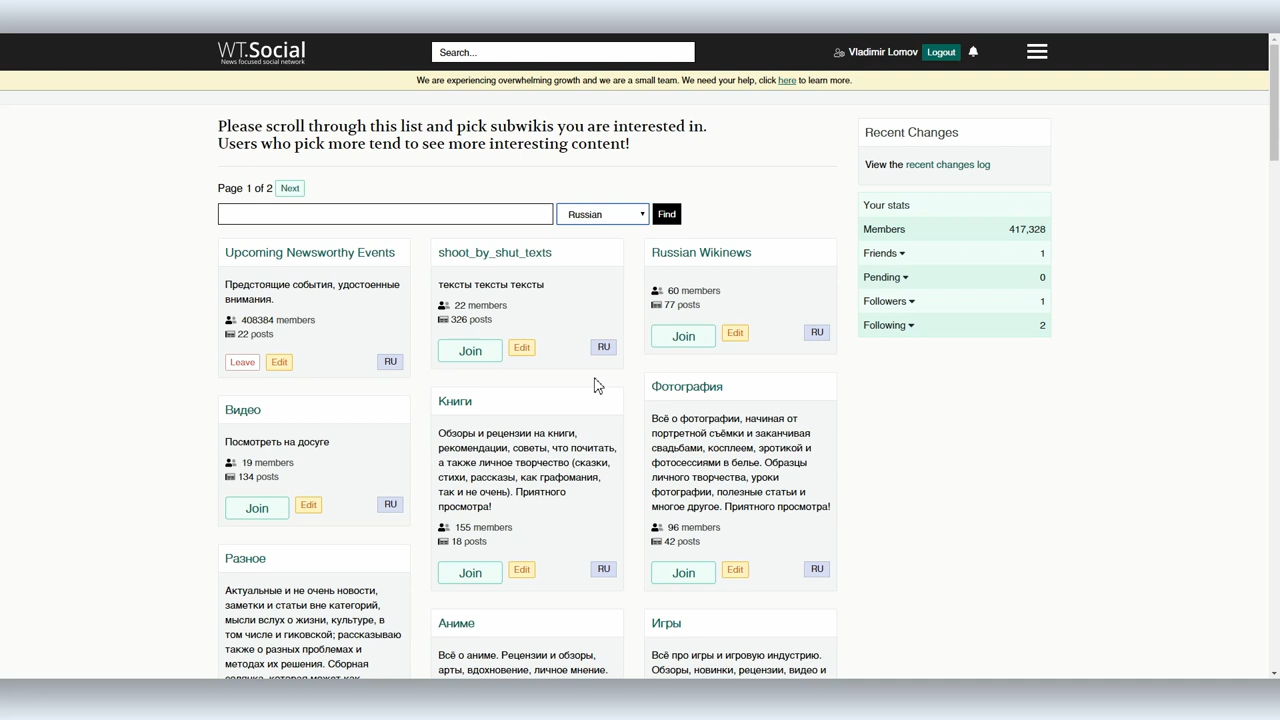 WT.Social
News focused social network
Search...
Vladimir Lomov
Logout
We are experiencing overwhelming growth and we are a small team. We need your help, click here to learn more.
Please scroll through this list and pick subwikis you are interested in.
Users who pick more tend to see more interesting content!
Page 1 of 2
Next
Russian
Find
Upcoming Newsworthy Events
Предстоящие события, удостоенные
внимания.
408384 members
22 posts
Leave
Edit
RU
Видео
Посмотреть на досуге
19 members
134 posts
Join
Edit
RU
Разное
Актуальные и не очень новости,
заметки и статьи вне категорий,
мысли вслух о жизни, культуре, в
том числе и гиковской; рассказываю
также о разных проблемах и
методах их решения. Сборная
солянка, которая может как
shoot_by_shut_texts
тексты тексты тексты
22 members
326 posts
Join
Edit
RU
Книги
Обзоры и рецензии на книги,
рекомендации, советы, что почитать,
а также личное творчество (сказки,
стихи, рассказы, как графомания,
так и не очень). Приятного
просмотра!
155 members
18 posts
Join
Edit
RU
Аниме
Всё о аниме. Рецензии и обзоры,
арты, вдохновение, личное мнение.
Russian Wikinews
60 members
77 posts
Join
Edit
RU
Фотография
Всё о фотографии, начиная от
портретной съёмки и заканчивая
свадьбами, косплеем, эротикой и
фотосессиями в белье. Образцы
личного творчества, уроки
фотографии, полезные статьи и
многое другое. Приятного просмотра!
96 members
42 posts
Join
Edit
RU
Игры
Всё про игры и игровую индустрию.
Обзоры, новинки, рецензии, видео и
Recent Changes
View the recent changes log
Your stats
Members 417,328
Friends 1
Pending 0
Followers 1
Following 2